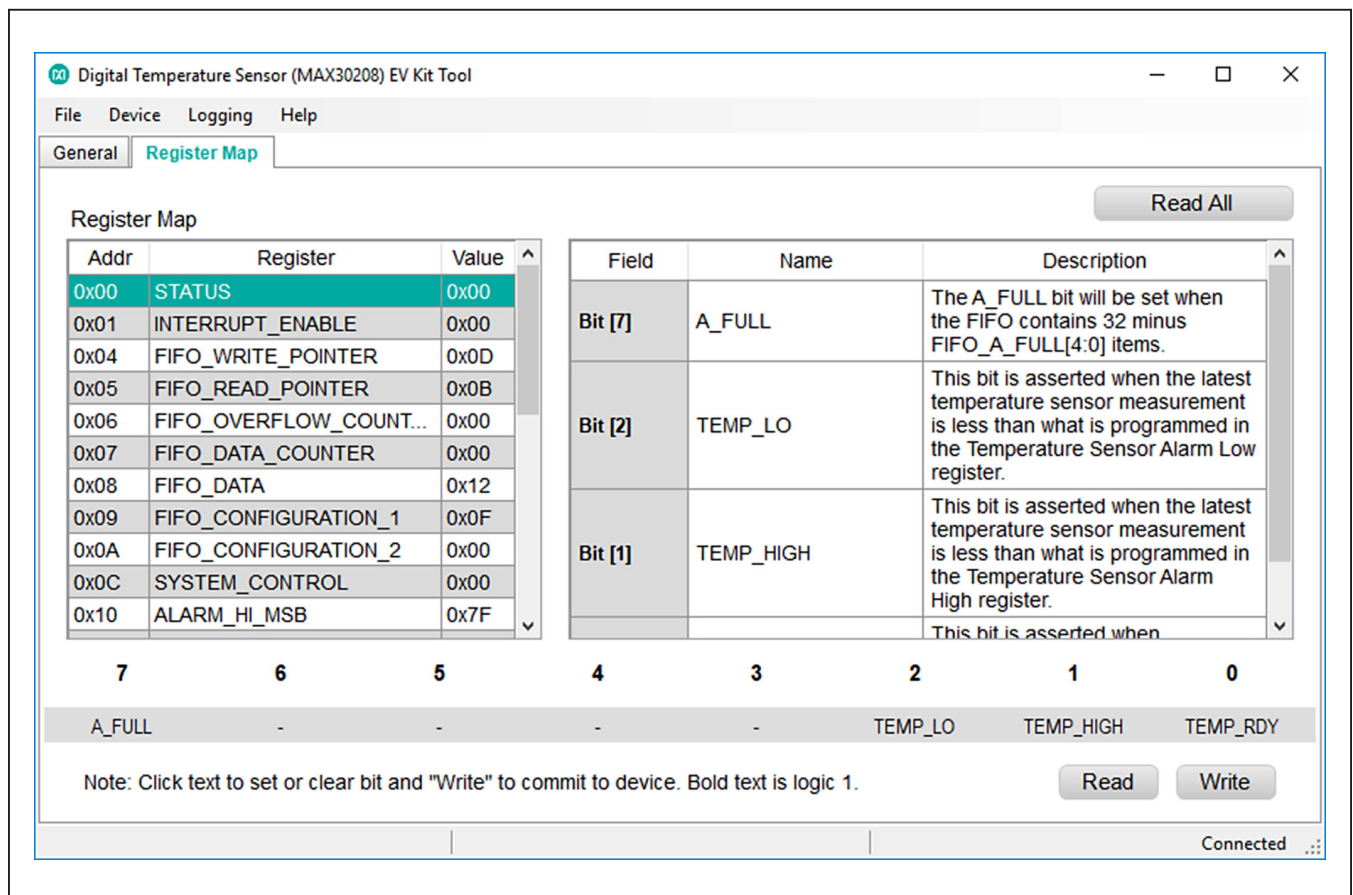 Digital Temperature Sensor (MAX30208) EV Kit Tool
File Device Logging Help
General Register Map
Read All
Register Map
Addr Register Value
0x00 STATUS 0x00
0x01 INTERRUPT_ENABLE 0x00
0x04 FIFO_WRITE_POINTER 0x0D
0x05 FIFO_READ_POINTER 0x0B
0x06 FIFO_OVERFLOW_COUNT... 0x00
0x07 FIFO_DATA_COUNTER 0x00
0x08 FIFO_DATA 0x12
0x09 FIFO_CONFIGURATION_1 0x0F
0x0A FIFO_CONFIGURATION_2 0x00
0x0C SYSTEM_CONTROL 0x00
0x10 ALARM_HI_MSB 0x7F
Field Name Description
Bit [7] A_FULL
The A_FULL bit will be set when
the FIFO contains 32 minus
FIFO_A_FULL[4:0] items.
Bit [2] TEMP_LO
This bit is asserted when the latest
temperature sensor measurement
is less than what is programmed in
the Temperature Sensor Alarm Low
register.
Bit [1] TEMP_HIGH
This bit is asserted when the latest
temperature sensor measurement
is less than what is programmed in
the Temperature Sensor Alarm
High register.
This bit is asserted when
7 6 5 4 3 2 1 0
A_FULL - - - - TEMP_LO TEMP_HIGH TEMP_RDY
Note: Click text to set or clear bit and "Write" to commit to device. Bold text is logic 1.
Read Write
Connected